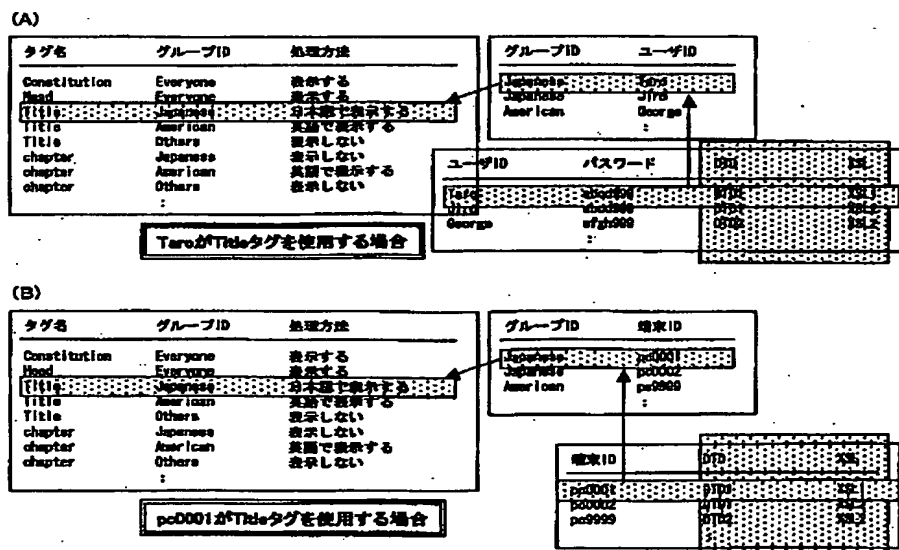 (A)
タグ名 グループID 処理方法
Constitution Everyone 表示する
Head Everyone 表示する
Title Japanese 日本語で表示する
Title American 英語で表示する
Title Others 表示しない
chapter Japanese 表示しない
chapter American 英語で表示する
chapter Others 表示しない
:
グループID ユーザID
Japanese Taro
Japanese Jiro
American George
:
ユーザID パスワード DTD XSL
Taro abcd999 DTD1 XSL1
Jiro
George efgh999 DTD2 XSL2
:
TaroがTitleタグを使用する場合
(B)
タグ名 グループID 処理方法
Constitution Everyone 表示する
Head Everyone 表示する
Title Japanese 日本語で表示する
Title American 英語で表示する
Title Others 表示しない
chapter Japanese 表示しない
chapter American 英語で表示する
chapter Others 表示しない
:
グループID 端末ID
Japanese pc0001
Japanese pc0002
American pc9999
:
端末ID DTD XSL
pc0001 DTD1 XSL1
pc0002 DTD1
pc9999 DTD2 XSL2
:
pc0001がTitleタグを使用する場合